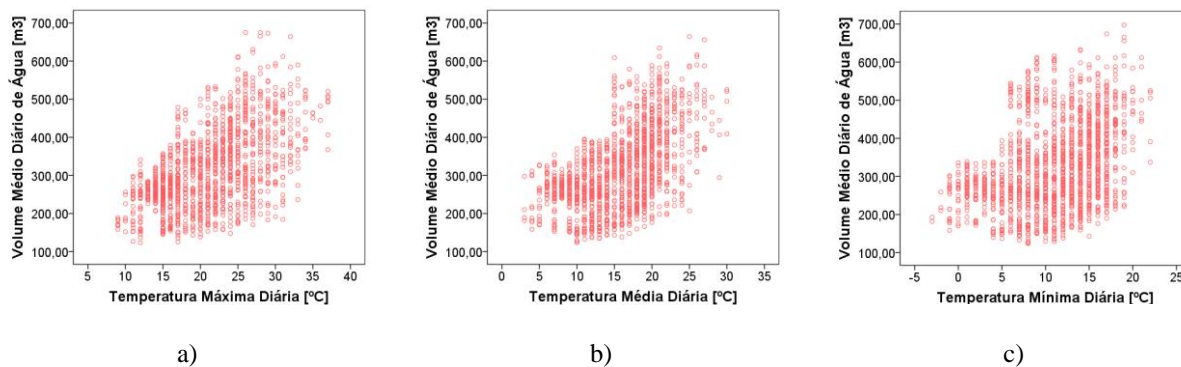 Volume Médio Diário de Água [m3]
700,00
600,00
500,00
400,00
300,00
200,00
100,00
5 10 15 20 25 30 35 40
Temperatura Máxima Diária [ºC]
a)
Volume Médio Diário de Água [m3]
700,00
600,00
500,00
400,00
300,00
200,00
100,00
0 5 10 15 20 25 30 35
Temperatura Média Diária [ºC]
b)
Volume Médio Diário de Água [m3]
700,00
600,00
500,00
400,00
300,00
200,00
100,00
-5 0 5 10 15 20 25
Temperatura Mínima Diária [ºC]
c)